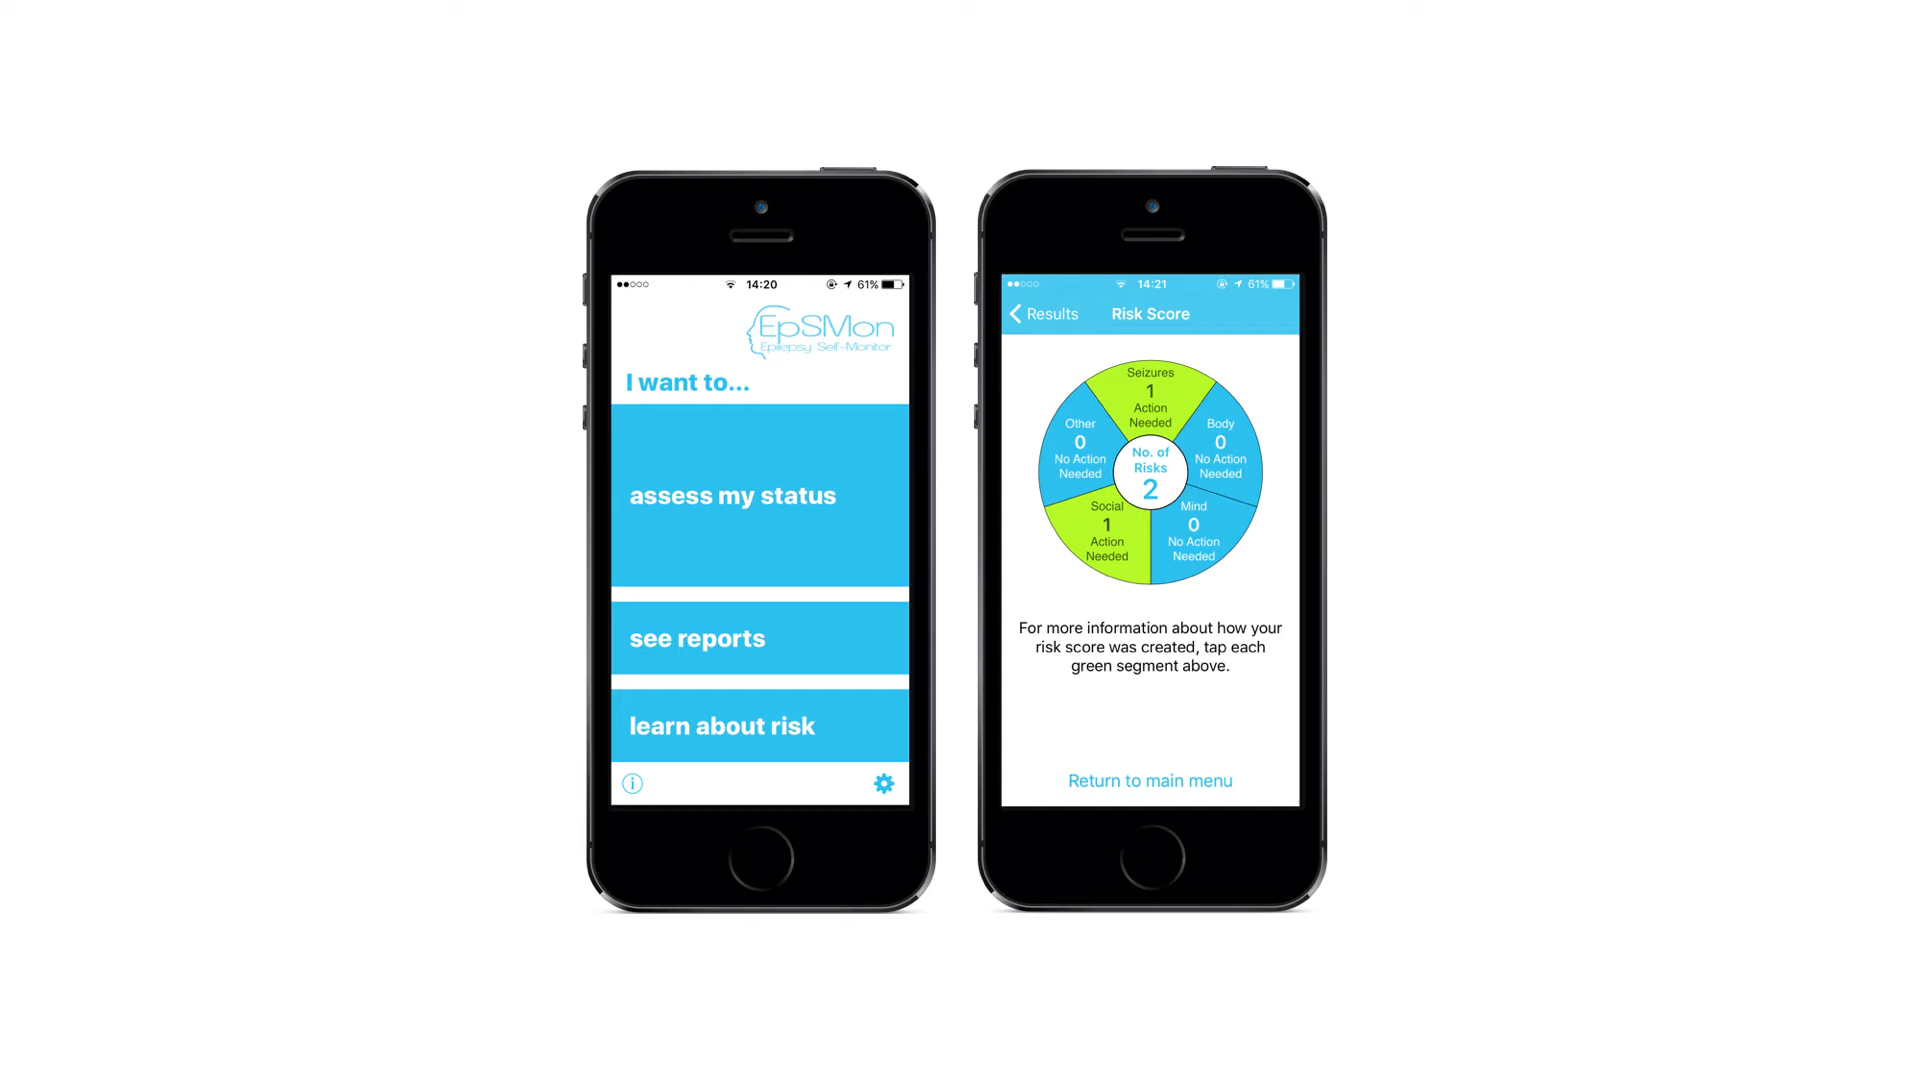 14:20
61%
EpSMon
Epilepsy Self-Monitor
I want to...
assess my status
see reports
learn about risk
i
14:21
61%
Results
Risk Score
Seizures
1
Action
Needed
Other
0
No Action
Needed
Body
0
No Action
Needed
No. of
Risks
2
Social
1
Action
Needed
Mind
0
No Action
Needed
For more information about how your
risk score was created, tap each
green segment above.
Return to main menu